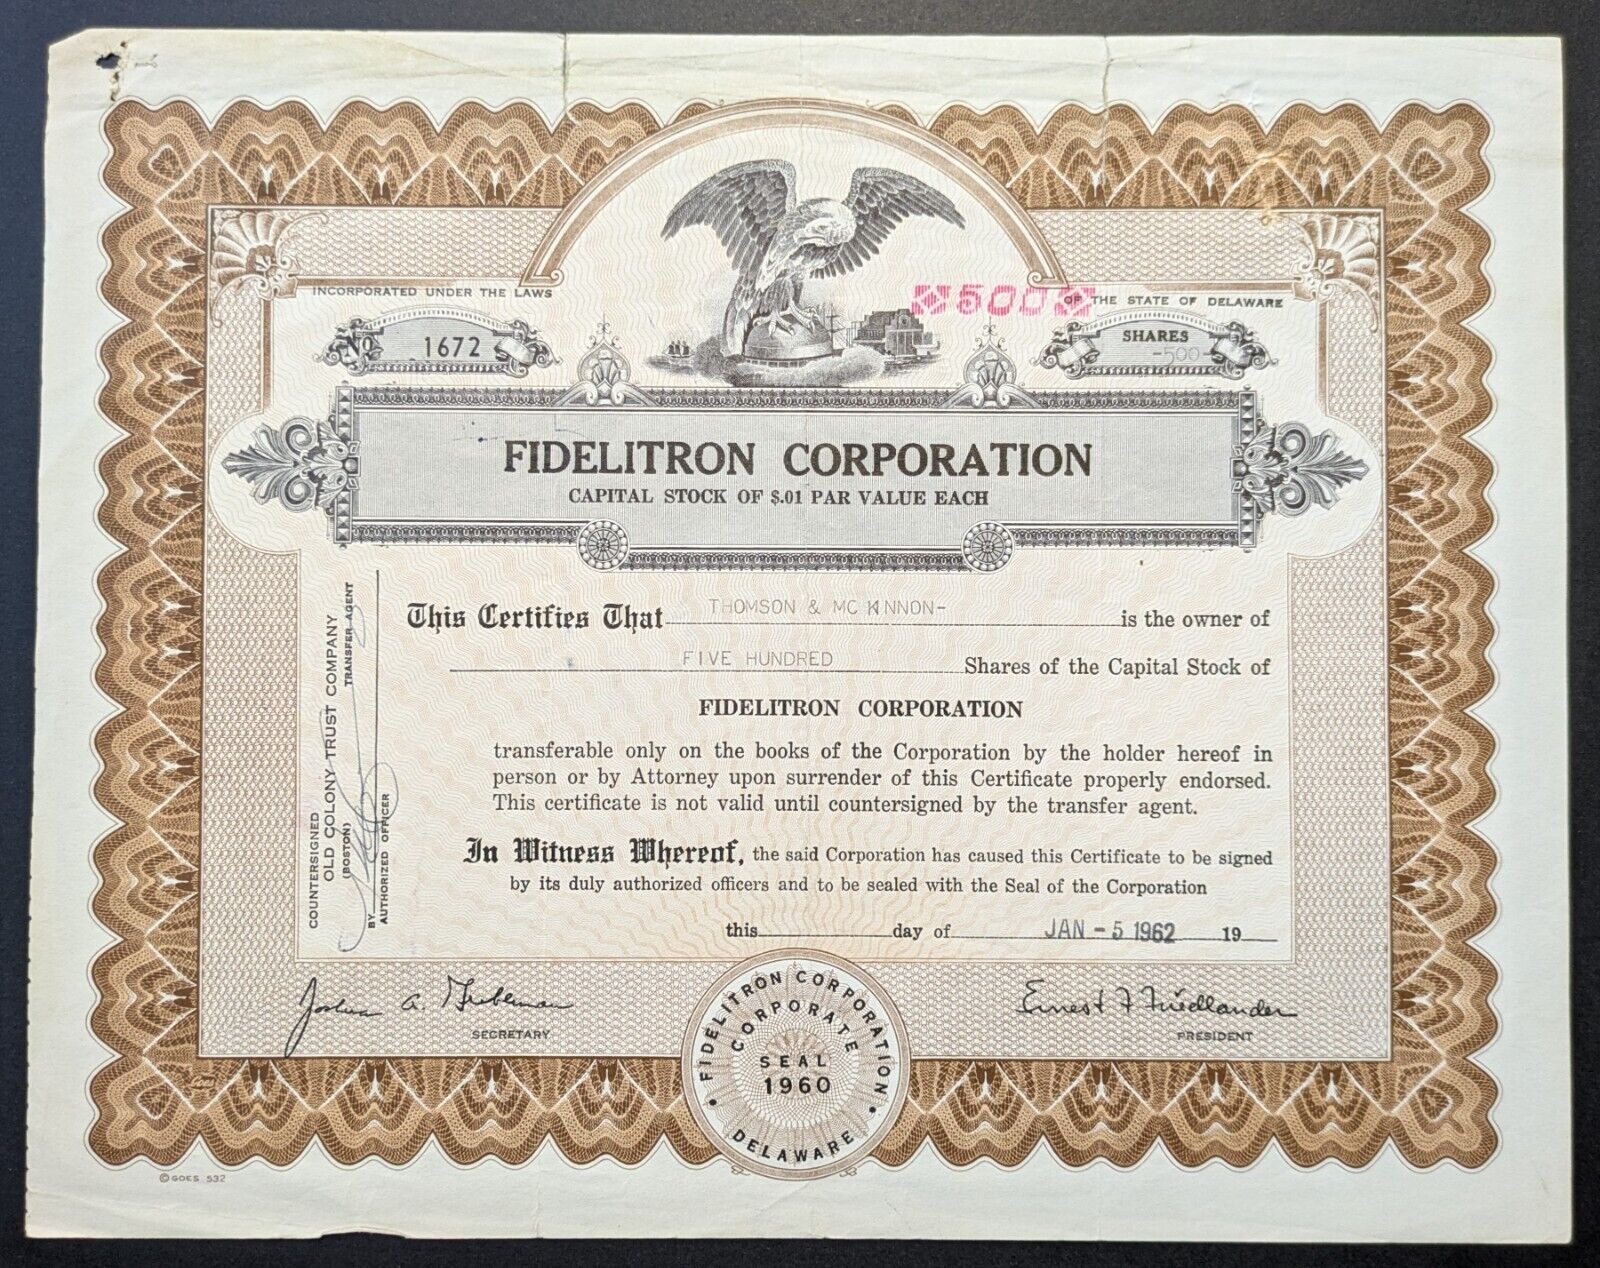 INCORPORATED UNDER THE LAWS
OF THE STATE OF DELAWARE
500
No. 1672
SHARES
-500-
FIDELITRON CORPORATION
CAPITAL STOCK OF $.01 PAR VALUE EACH
This Certifies That THOMSON & MC KINNON- is the owner of
FIVE HUNDRED Shares of the Capital Stock of
FIDELITRON CORPORATION
transferable only on the books of the Corporation by the holder hereof in
person or by Attorney upon surrender of this Certificate properly endorsed.
This certificate is not valid until countersigned by the transfer agent.
In Witness Whereof, the said Corporation has caused this Certificate to be signed
by its duly authorized officers and to be sealed with the Seal of the Corporation
this day of JAN - 5 1962 19
COUNTERSIGNED
OLD COLONY TRUST COMPANY
(BOSTON) TRANSFER AGENT
BY
AUTHORIZED OFFICER
Joshua A.
SECRETARY
Ernest F Friedlander
PRESIDENT
FIDELITRON CORPORATION
CORPORATE
SEAL
1960
DELAWARE
© GOES 532